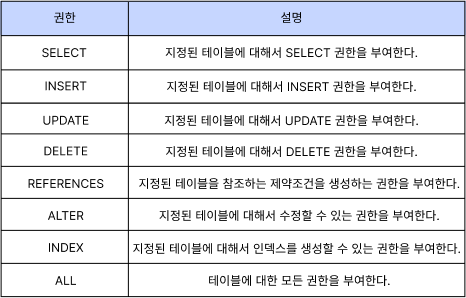 권한 설명
SELECT 지정된 테이블에 대해서 SELECT 권한을 부여한다.
INSERT 지정된 테이블에 대해서 INSERT 권한을 부여한다.
UPDATE 지정된 테이블에 대해서 UPDATE 권한을 부여한다.
DELETE 지정된 테이블에 대해서 DELETE 권한을 부여한다.
REFERENCES 지정된 테이블을 참조하는 제약조건을 생성하는 권한을 부여한다.
ALTER 지정된 테이블에 대해서 수정할 수 있는 권한을 부여한다.
INDEX 지정된 테이블에 대해서 인덱스를 생성할 수 있는 권한을 부여한다.
ALL 테이블에 대한 모든 권한을 부여한다.